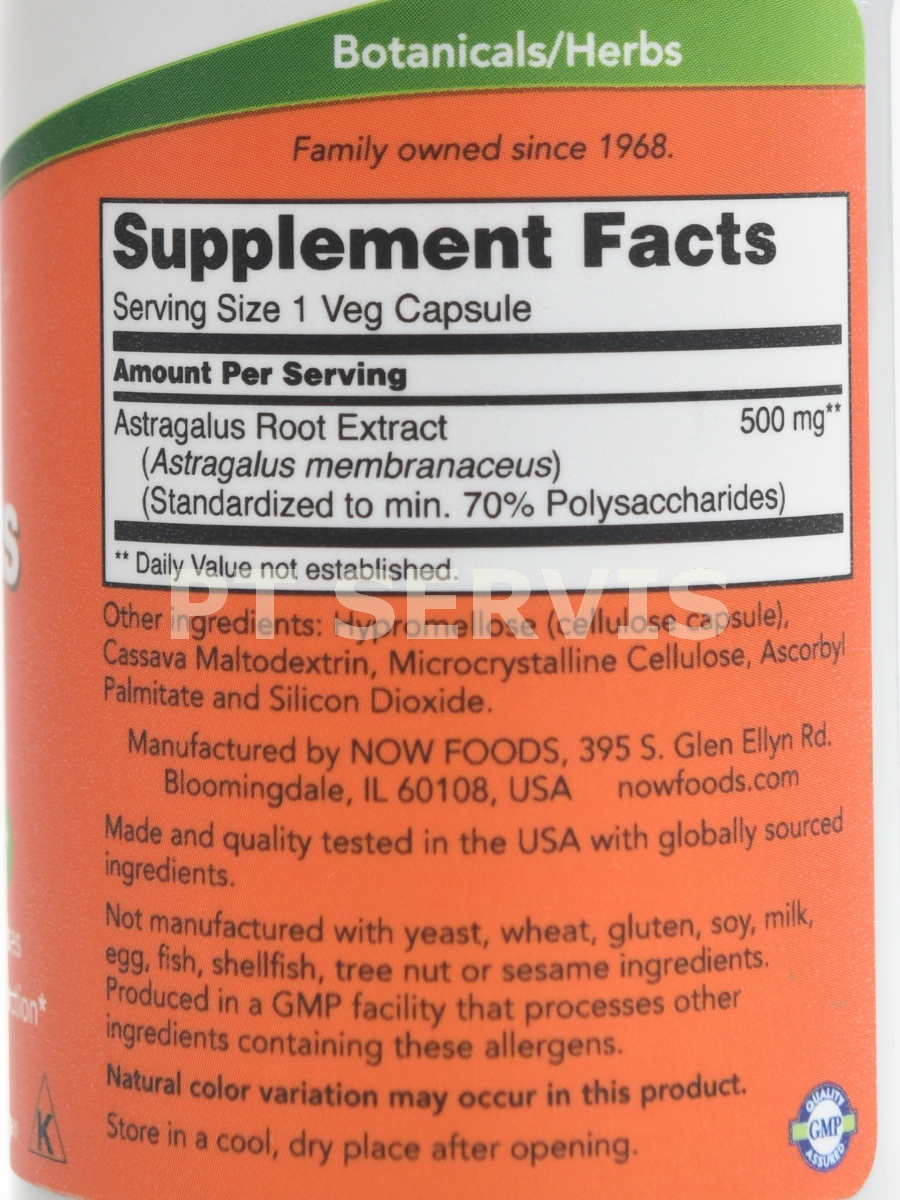 Botanicals/Herbs
Family owned since 1968.
Supplement Facts
Serving Size 1 Veg Capsule
Amount Per Serving
Astragalus Root Extract 500 mg**
(Astragalus membranaceus)
(Standardized to min. 70% Polysaccharides)
** Daily Value not established.
PT SERVIS
Other ingredients: Hypromellose (cellulose capsule),
Cassava Maltodextrin, Microcrystalline Cellulose, Ascorbyl
Palmitate and Silicon Dioxide.
Manufactured by NOW FOODS, 395 S. Glen Ellyn Rd.
Bloomingdale, IL 60108, USA nowfoods.com
Made and quality tested in the USA with globally sourced
ingredients.
Not manufactured with yeast, wheat, gluten, soy, milk,
egg, fish, shellfish, tree nut or sesame ingredients.
Produced in a GMP facility that processes other
ingredients containing these allergens.
Natural color variation may occur in this product.
Store in a cool, dry place after opening.
K
QUALITY
GMP
ASSURED